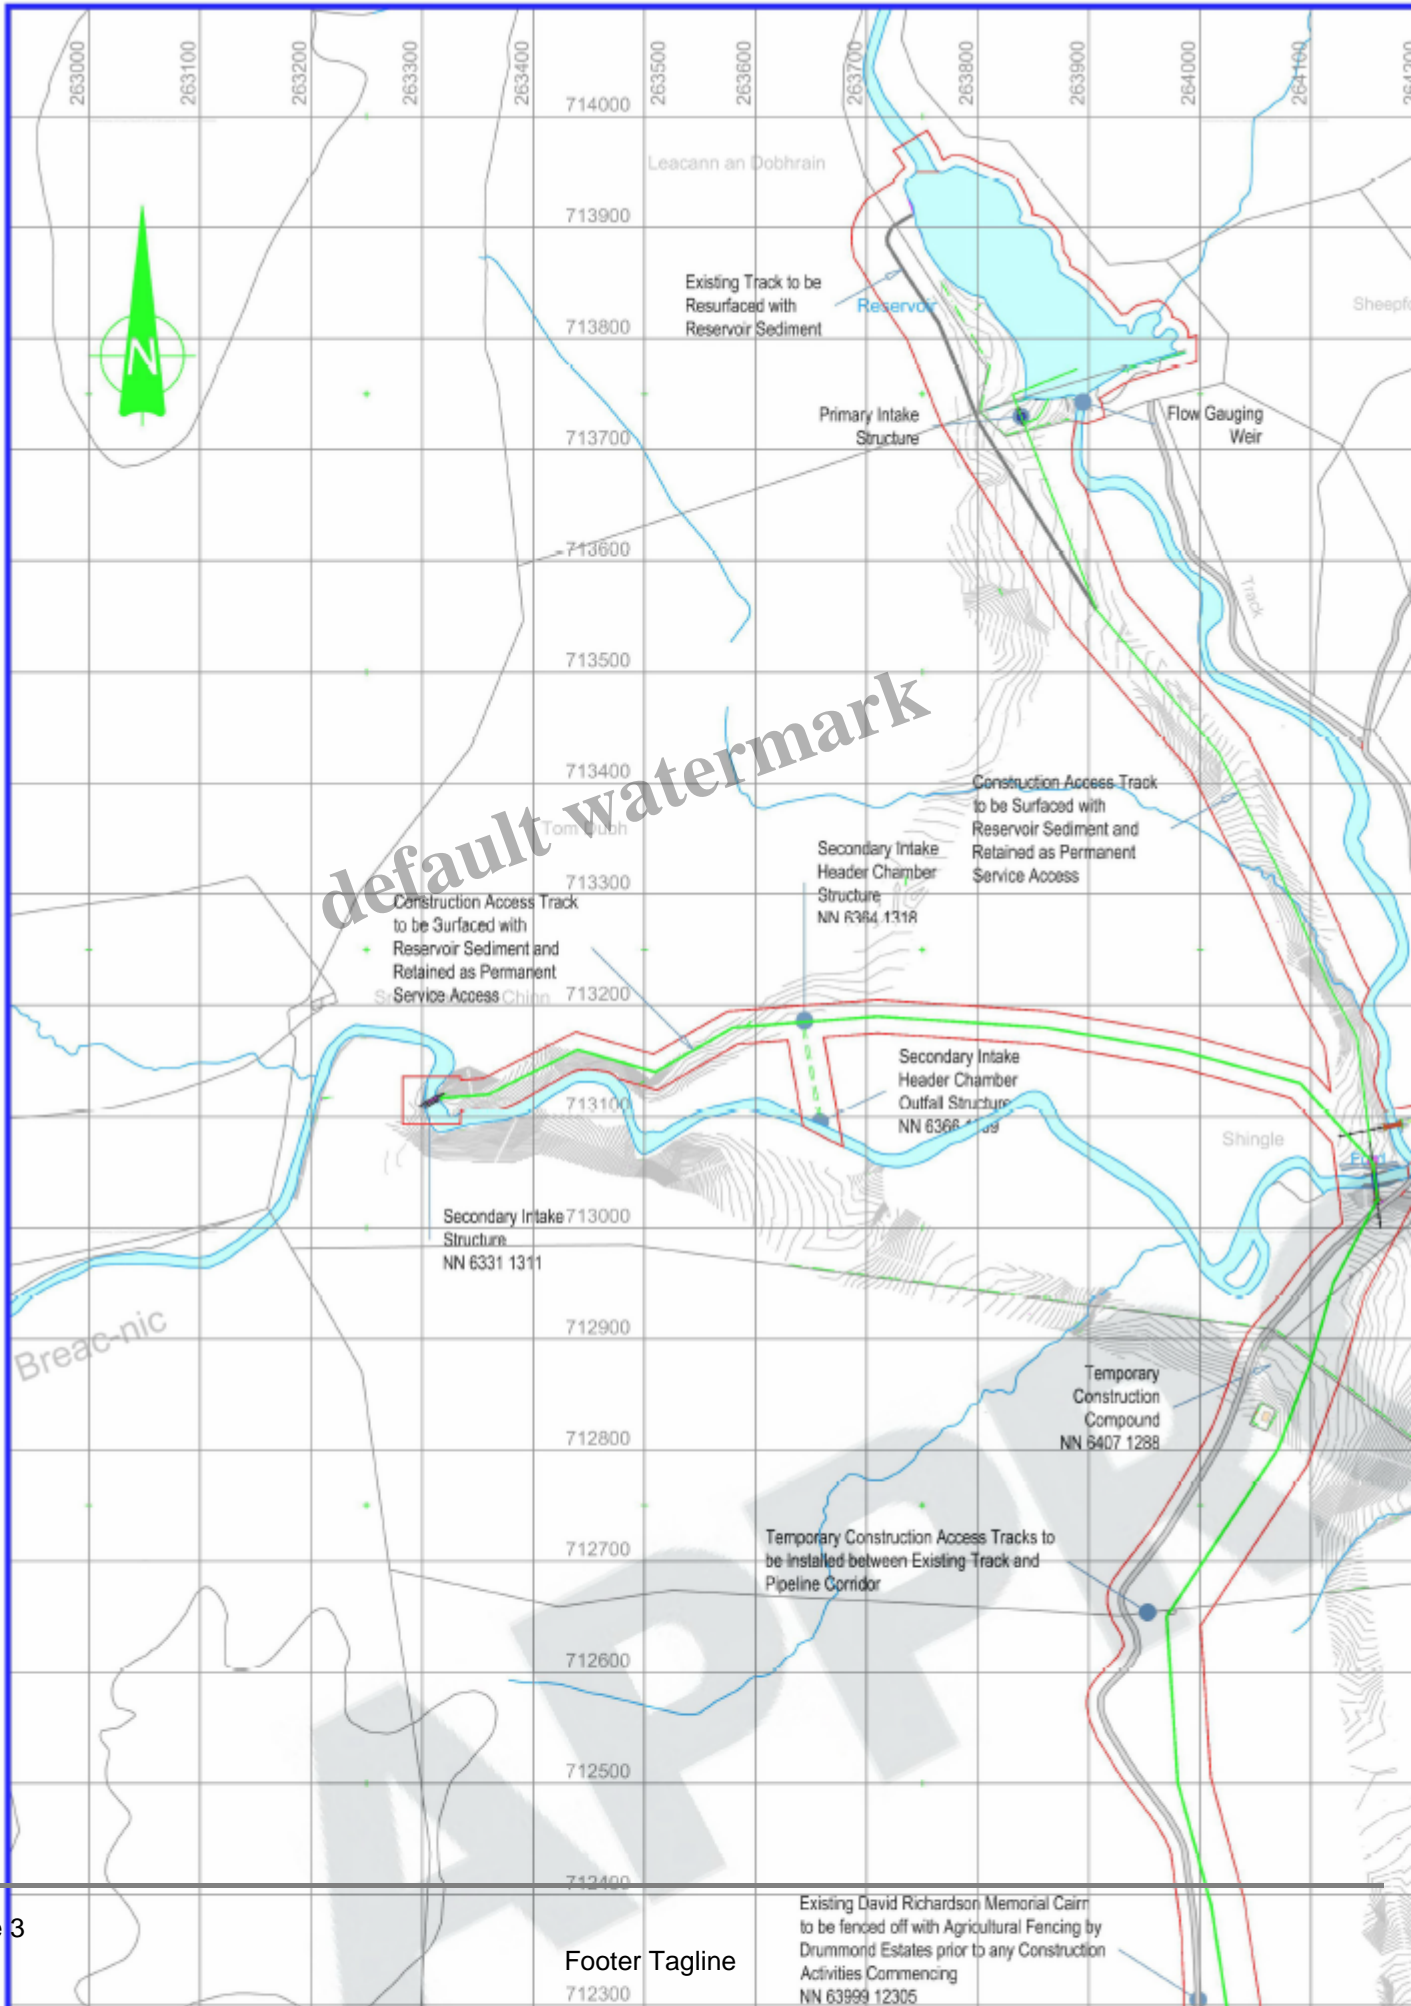 263000
263100
263200
263300
263400
263500
263600
263700
263800
263900
264000
264100
714000
Leacann an Dobhrain
713900
Existing Track to be
Resurfaced with
Reservoir Sediment
Reservoir
713800
N
Primary Intake
Structure
Flow Gauging
Weir
713700
713600
Track
713500
default watermark
713400
Construction Access Track
to be Surfaced with
Reservoir Sediment and
Retained as Permanent
Service Access
Tom Dubh
Secondary Intake
Header Chamber
Structure
NN 6364 1318
713300
Construction Access Track
to be Surfaced with
Reservoir Sediment and
Retained as Permanent
Service Access
Chinn
713200
Secondary Intake
Header Chamber
Outfall Structure
NN 6366
713100
Shingle
Ford
Secondary Intake
Structure
NN 6331 1311
713000
Breac-nic
712900
Temporary
Construction
Compound
NN 6407 1288
712800
APPR
Temporary Construction Access Tracks to
be Installed between Existing Track and
Pipeline Corridor
712700
712600
712500
712400
Existing David Richardson Memorial Cairn
to be fenced off with Agricultural Fencing by
Drummond Estates prior to any Construction
Activities Commencing
NN 63999 12305
3
Footer Tagline
712300